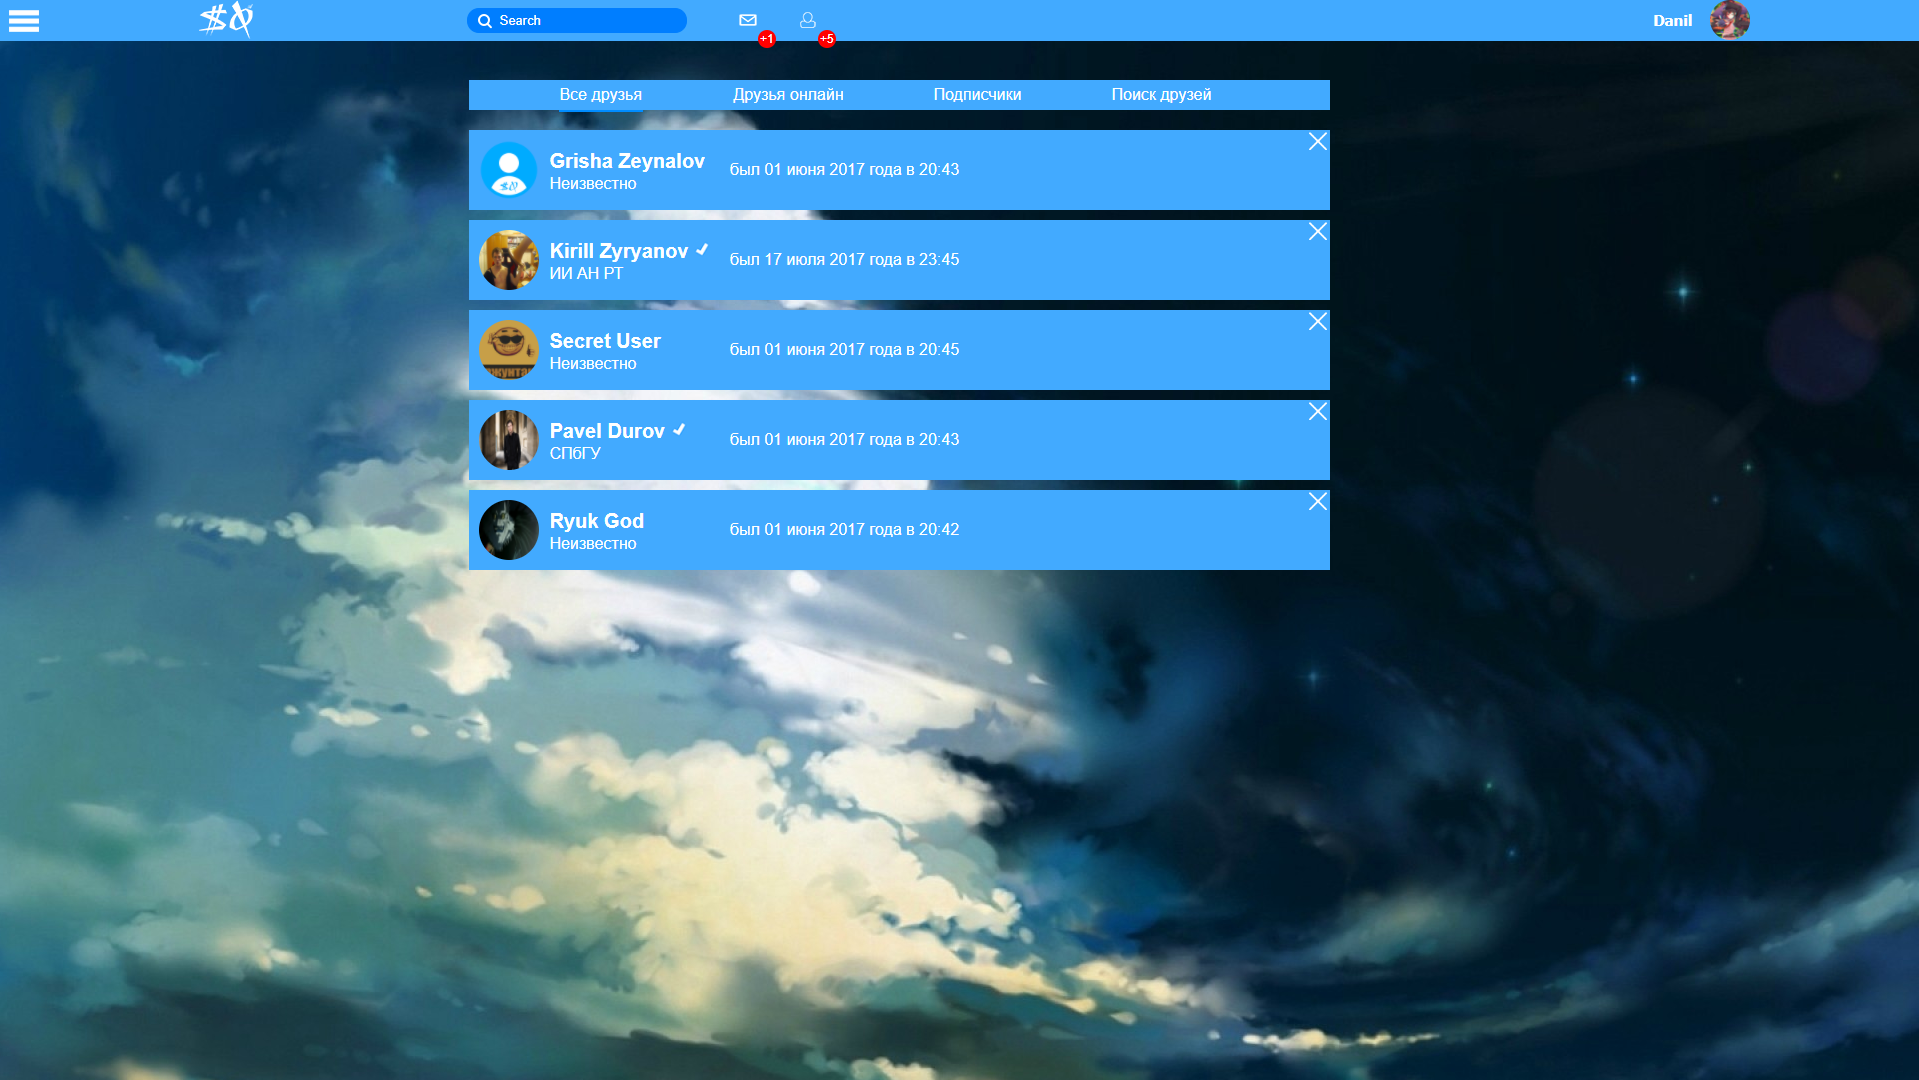 Search
+1
+5
Danil
Все друзья
Друзья онлайн
Подписчики
Поиск друзей
Grisha Zeynalov
Неизвестно
был 01 июня 2017 года в 20:43
Kirill Zyryanov
ИИ АН РТ
был 17 июля 2017 года в 23:45
Secret User
Неизвестно
был 01 июня 2017 года в 20:45
Pavel Durov
СПбГУ
был 01 июня 2017 года в 20:43
Ryuk God
Неизвестно
был 01 июня 2017 года в 20:42